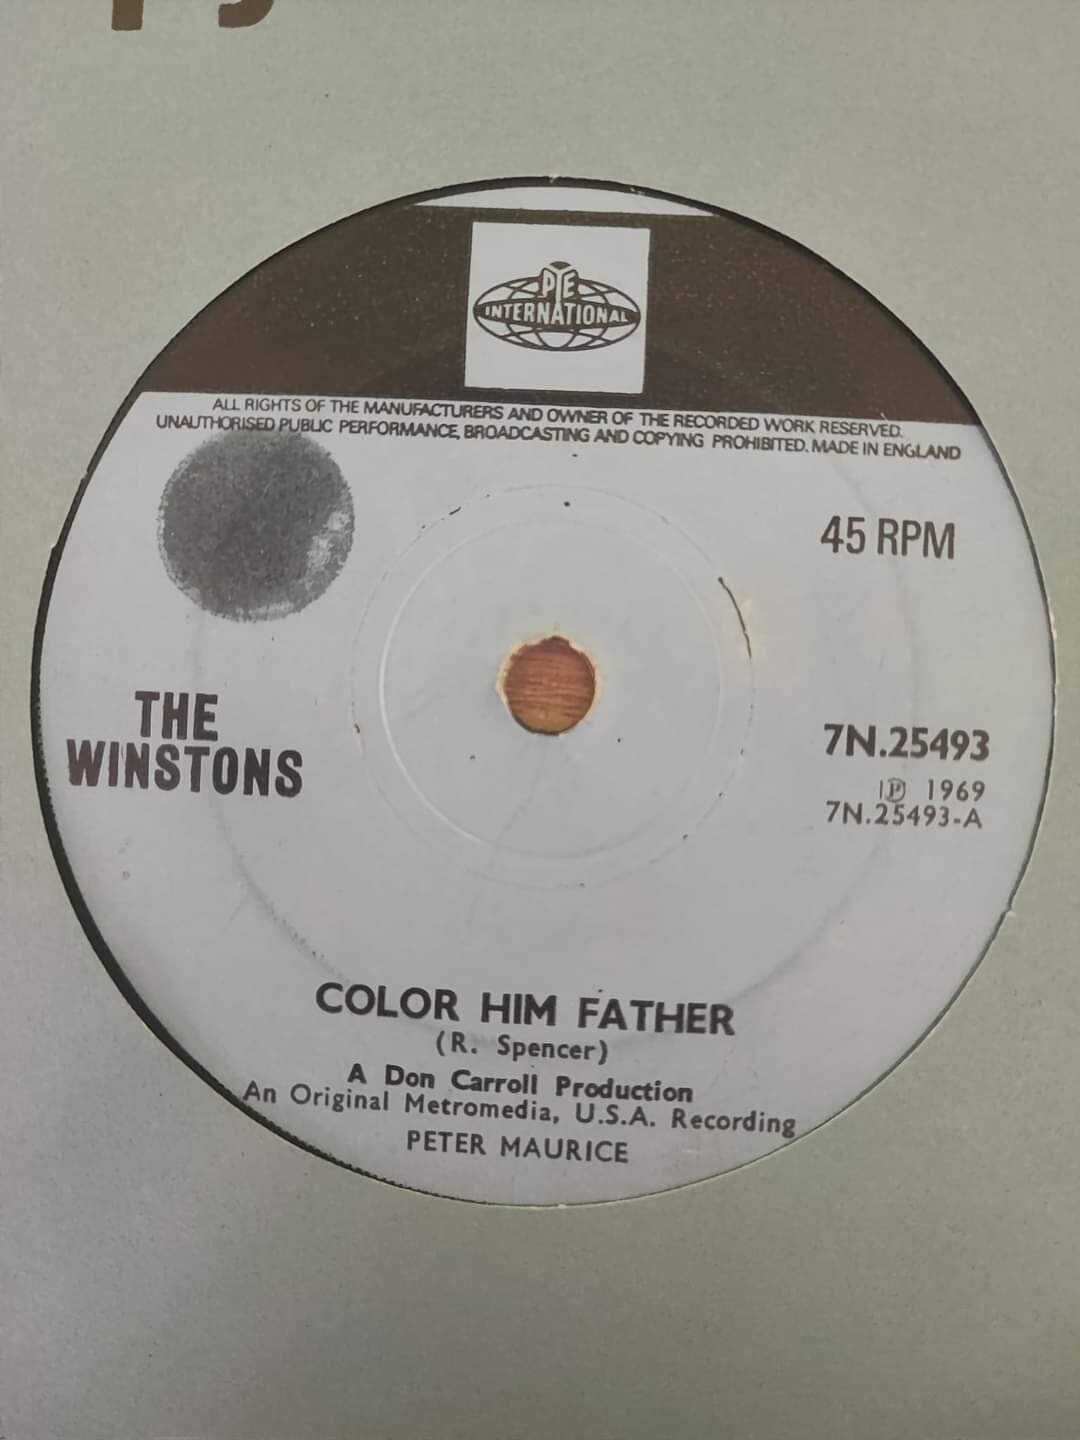 PYE
INTERNATIONAL
ALL RIGHTS OF THE MANUFACTURERS AND OWNER OF THE RECORDED WORK RESERVED.
UNAUTHORISED PUBLIC PERFORMANCE, BROADCASTING AND COPYING PROHIBITED. MADE IN ENGLAND
45 RPM
THE
WINSTONS
7N.25493
℗ 1969
7N.25493-A
COLOR HIM FATHER
(R. Spencer)
A Don Carroll Production
An Original Metromedia, U.S.A. Recording
PETER MAURICE